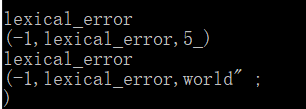 lexical_error
(-1,lexical_error,5_)
lexical_error
(-1,lexical_error,world" ;
)